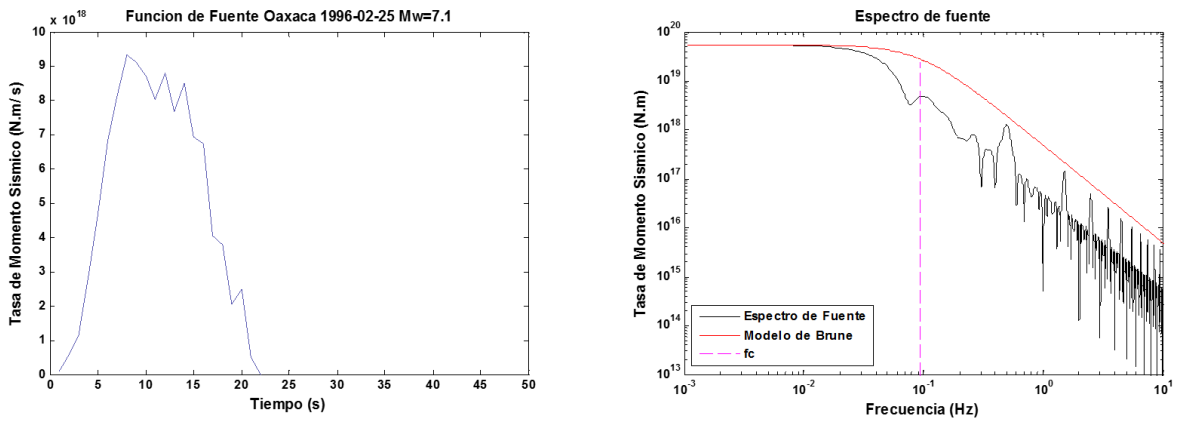 Funcion de Fuente Oaxaca 1996-02-25 Mw=7.1
x 10^18
Tasa de Momento Sismico (N.m/ s)
10
9
8
7
6
5
4
3
2
1
0
0 5 10 15 20 25 30 35 40 45 50
Tiempo (s)
Espectro de fuente
Tasa de Momento Sismico (N.m)
10^20
10^19
10^18
10^17
10^16
10^15
10^14
10^13
Espectro de Fuente
Modelo de Brune
fc
10^-3 10^-2 10^-1 10^0 10^1
Frecuencia (Hz)